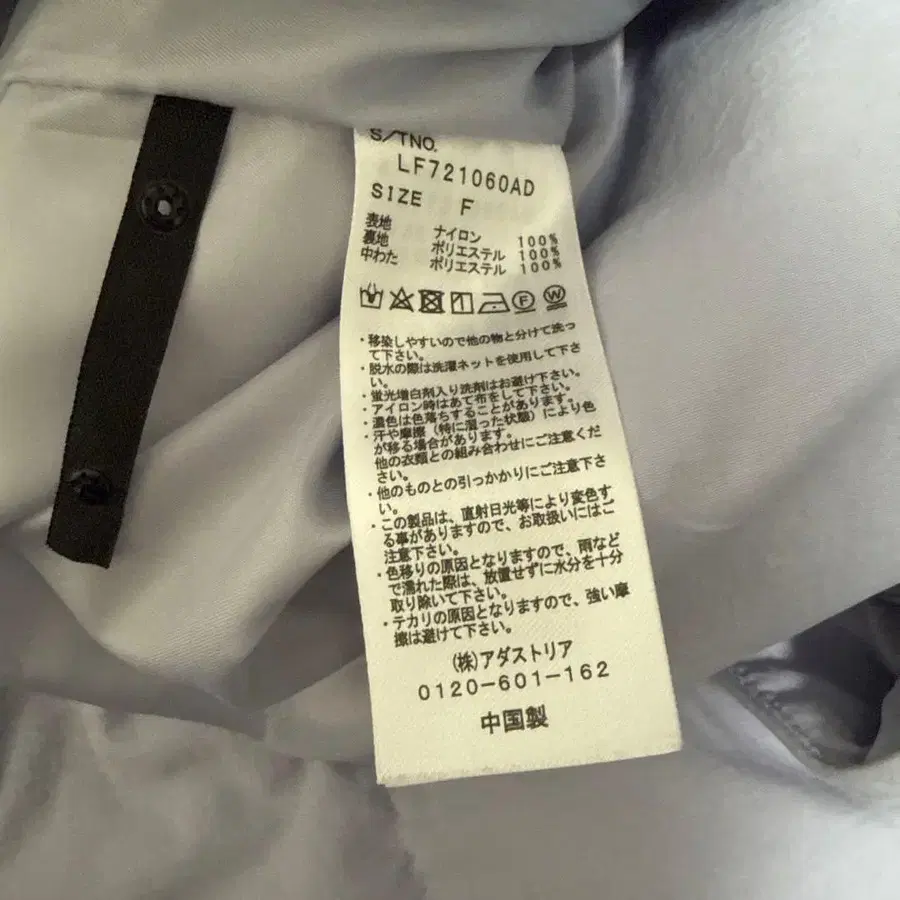 S/TNO.
LF721060AD
SIZE F
表地 ナイロン 100%
裏地 ポリエステル 100%
中わた ポリエステル 100%
F W
・移染しやすいので他の物と分けて洗っ
て下さい。
・脱水の際は洗濯ネットを使用して下さ
い。
・蛍光増白剤入り洗剤はお避け下さい。
・アイロン時はあて布をして下さい。
・濃色は色落ちすることがあります。
・汗や摩擦（特に湿った状態）により色
が移る場合があります。
他の衣類との組み合わせにご注意くだ
さい。
・他のものとの引っかかりにご注意下さ
い。
・この製品は、直射日光等により変色す
る事がありますので、お取扱いにはご
注意下さい。
・色移りの原因となりますので、雨など
で濡れた際は、放置せずに水分を十分
取り除いて下さい。
・テカリの原因となりますので、強い摩
擦は避けて下さい。
(株)アダストリア
0120-601-162
中国製